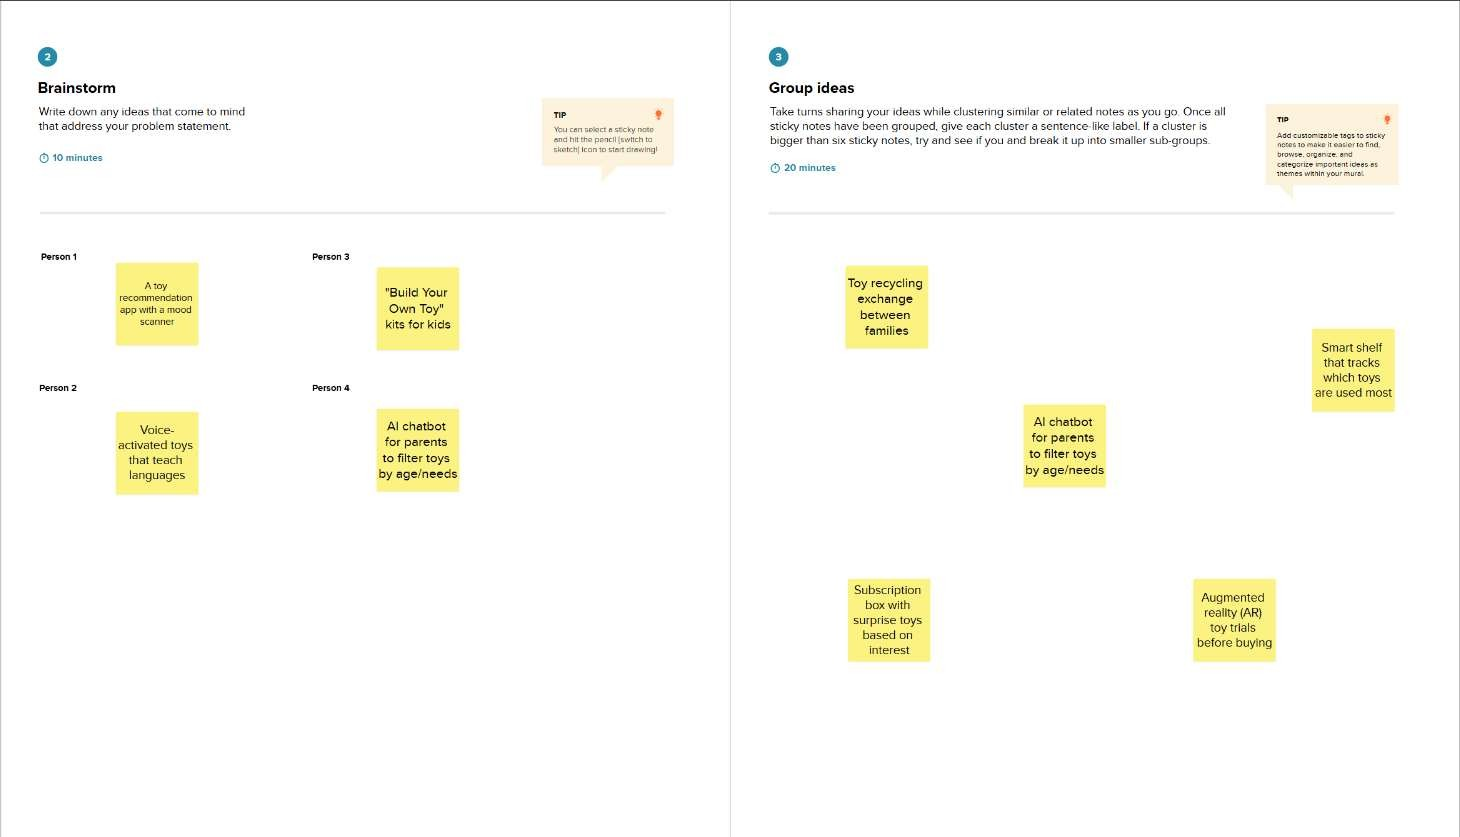 2
Brainstorm
Write down any ideas that come to mind
that address your problem statement.
10 minutes
TIP
You can select a sticky note
and hit the pencil [switch to
sketch] icon to start drawing!
Person 1
A toy
recommendation
app with a mood
scanner
Person 3
"Build Your
Own Toy"
kits for kids
Person 2
Voice-
activated toys
that teach
languages
Person 4
AI chatbot
for parents
to filter toys
by age/needs
3
Group ideas
Take turns sharing your ideas while clustering similar or related notes as you go. Once all
sticky notes have been grouped, give each cluster a sentence-like label. If a cluster is
bigger than six sticky notes, try and see if you and break it up into smaller sub-groups.
20 minutes
TIP
Add customizable tags to sticky
notes to make it easier to find,
browse, organize, and
categorize important ideas as
themes within your mural.
Toy recycling
exchange
between
families
Smart shelf
that tracks
which toys
are used most
AI chatbot
for parents
to filter toys
by age/needs
Subscription
box with
surprise toys
based on
interest
Augmented
reality (AR)
toy trials
before buying